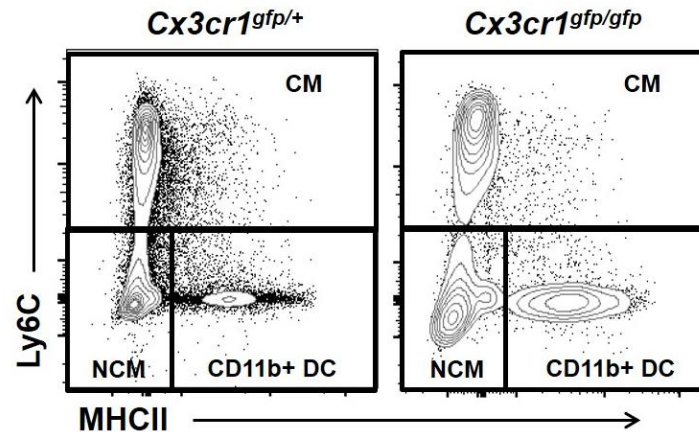 Cx3cr1gfp/+ Cx3cr1gfp/gfp
CM CM
Ly6C
NCM CD11b+ DC NCM CD11b+ DC
MHCII